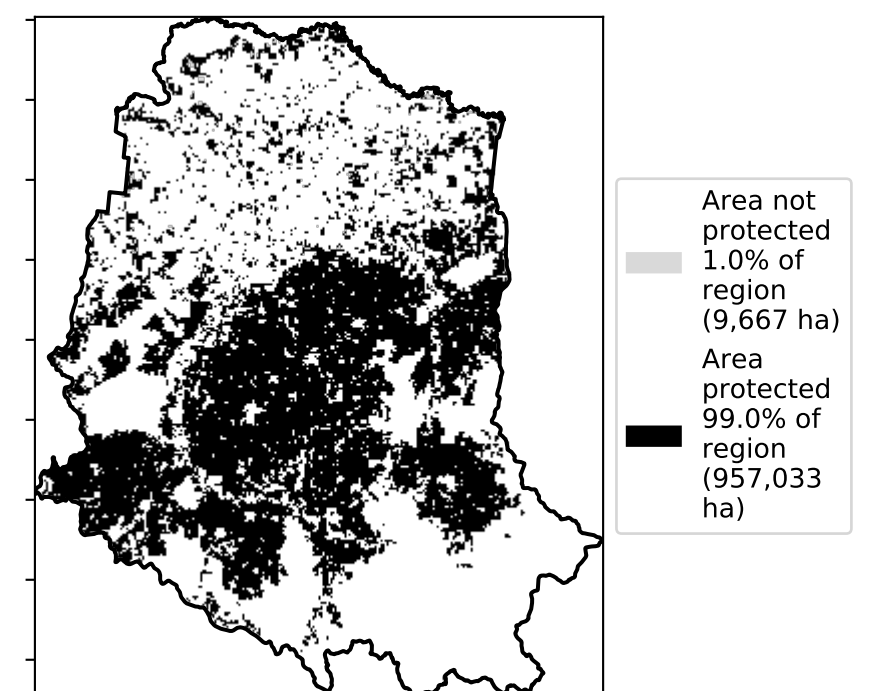 Area not
protected
1.0% of
region
(9,667 ha)
Area
protected
99.0% of
region
(957,033
ha)